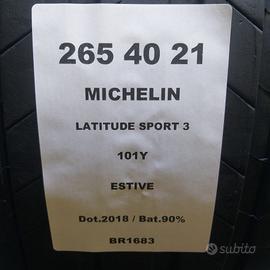 265 40 21
MICHELIN
LATITUDE SPORT 3
101Y
ESTIVE
Dot.2018 / Bat.90%
BR1683
subito